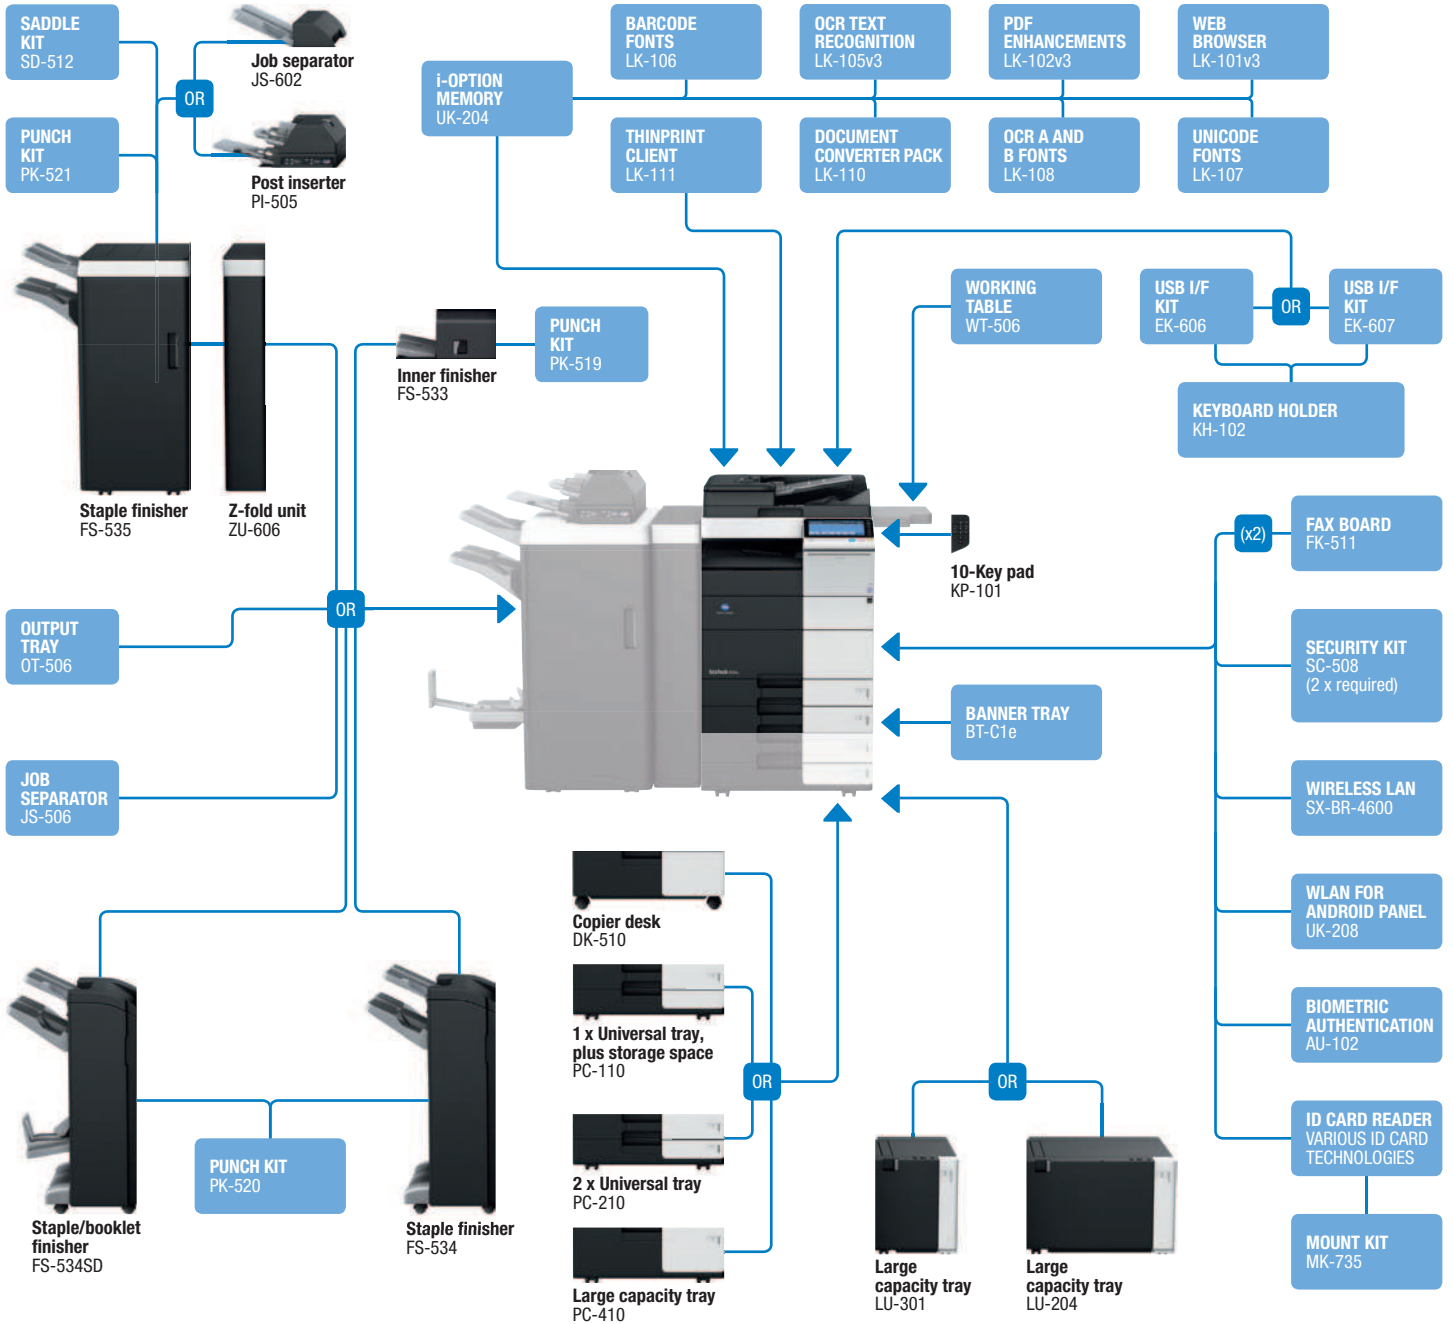 SADDLE
KIT
SD-512
Job separator
JS-602
OR
PUNCH
KIT
PK-521
Post inserter
PI-505
i-OPTION
MEMORY
UK-204
BARCODE
FONTS
LK-106
OCR TEXT
RECOGNITION
LK-105v3
PDF
ENHANCEMENTS
LK-102v3
WEB
BROWSER
LK-101v3
THINPRINT
CLIENT
LK-111
DOCUMENT
CONVERTER PACK
LK-110
OCR A AND
B FONTS
LK-108
UNICODE
FONTS
LK-107
Staple finisher
FS-535
Z-fold unit
ZU-606
Inner finisher
FS-533
PUNCH
KIT
PK-519
WORKING
TABLE
WT-506
USB I/F
KIT
EK-606
OR
USB I/F
KIT
EK-607
KEYBOARD HOLDER
KH-102
10-Key pad
KP-101
(x2)
FAX BOARD
FK-511
OUTPUT
TRAY
OT-506
OR
SECURITY KIT
SC-508
(2 x required)
BANNER TRAY
BT-C1e
JOB
SEPARATOR
JS-506
WIRELESS LAN
SX-BR-4600
WLAN FOR
ANDROID PANEL
UK-208
BIOMETRIC
AUTHENTICATION
AU-102
ID CARD READER
VARIOUS ID CARD
TECHNOLOGIES
MOUNT KIT
MK-735
Copier desk
DK-510
1 x Universal tray,
plus storage space
PC-110
OR
2 x Universal tray
PC-210
Large capacity tray
PC-410
OR
Large
capacity tray
LU-301
Large
capacity tray
LU-204
PUNCH KIT
PK-520
Staple/booklet
finisher
FS-534SD
Staple finisher
FS-534